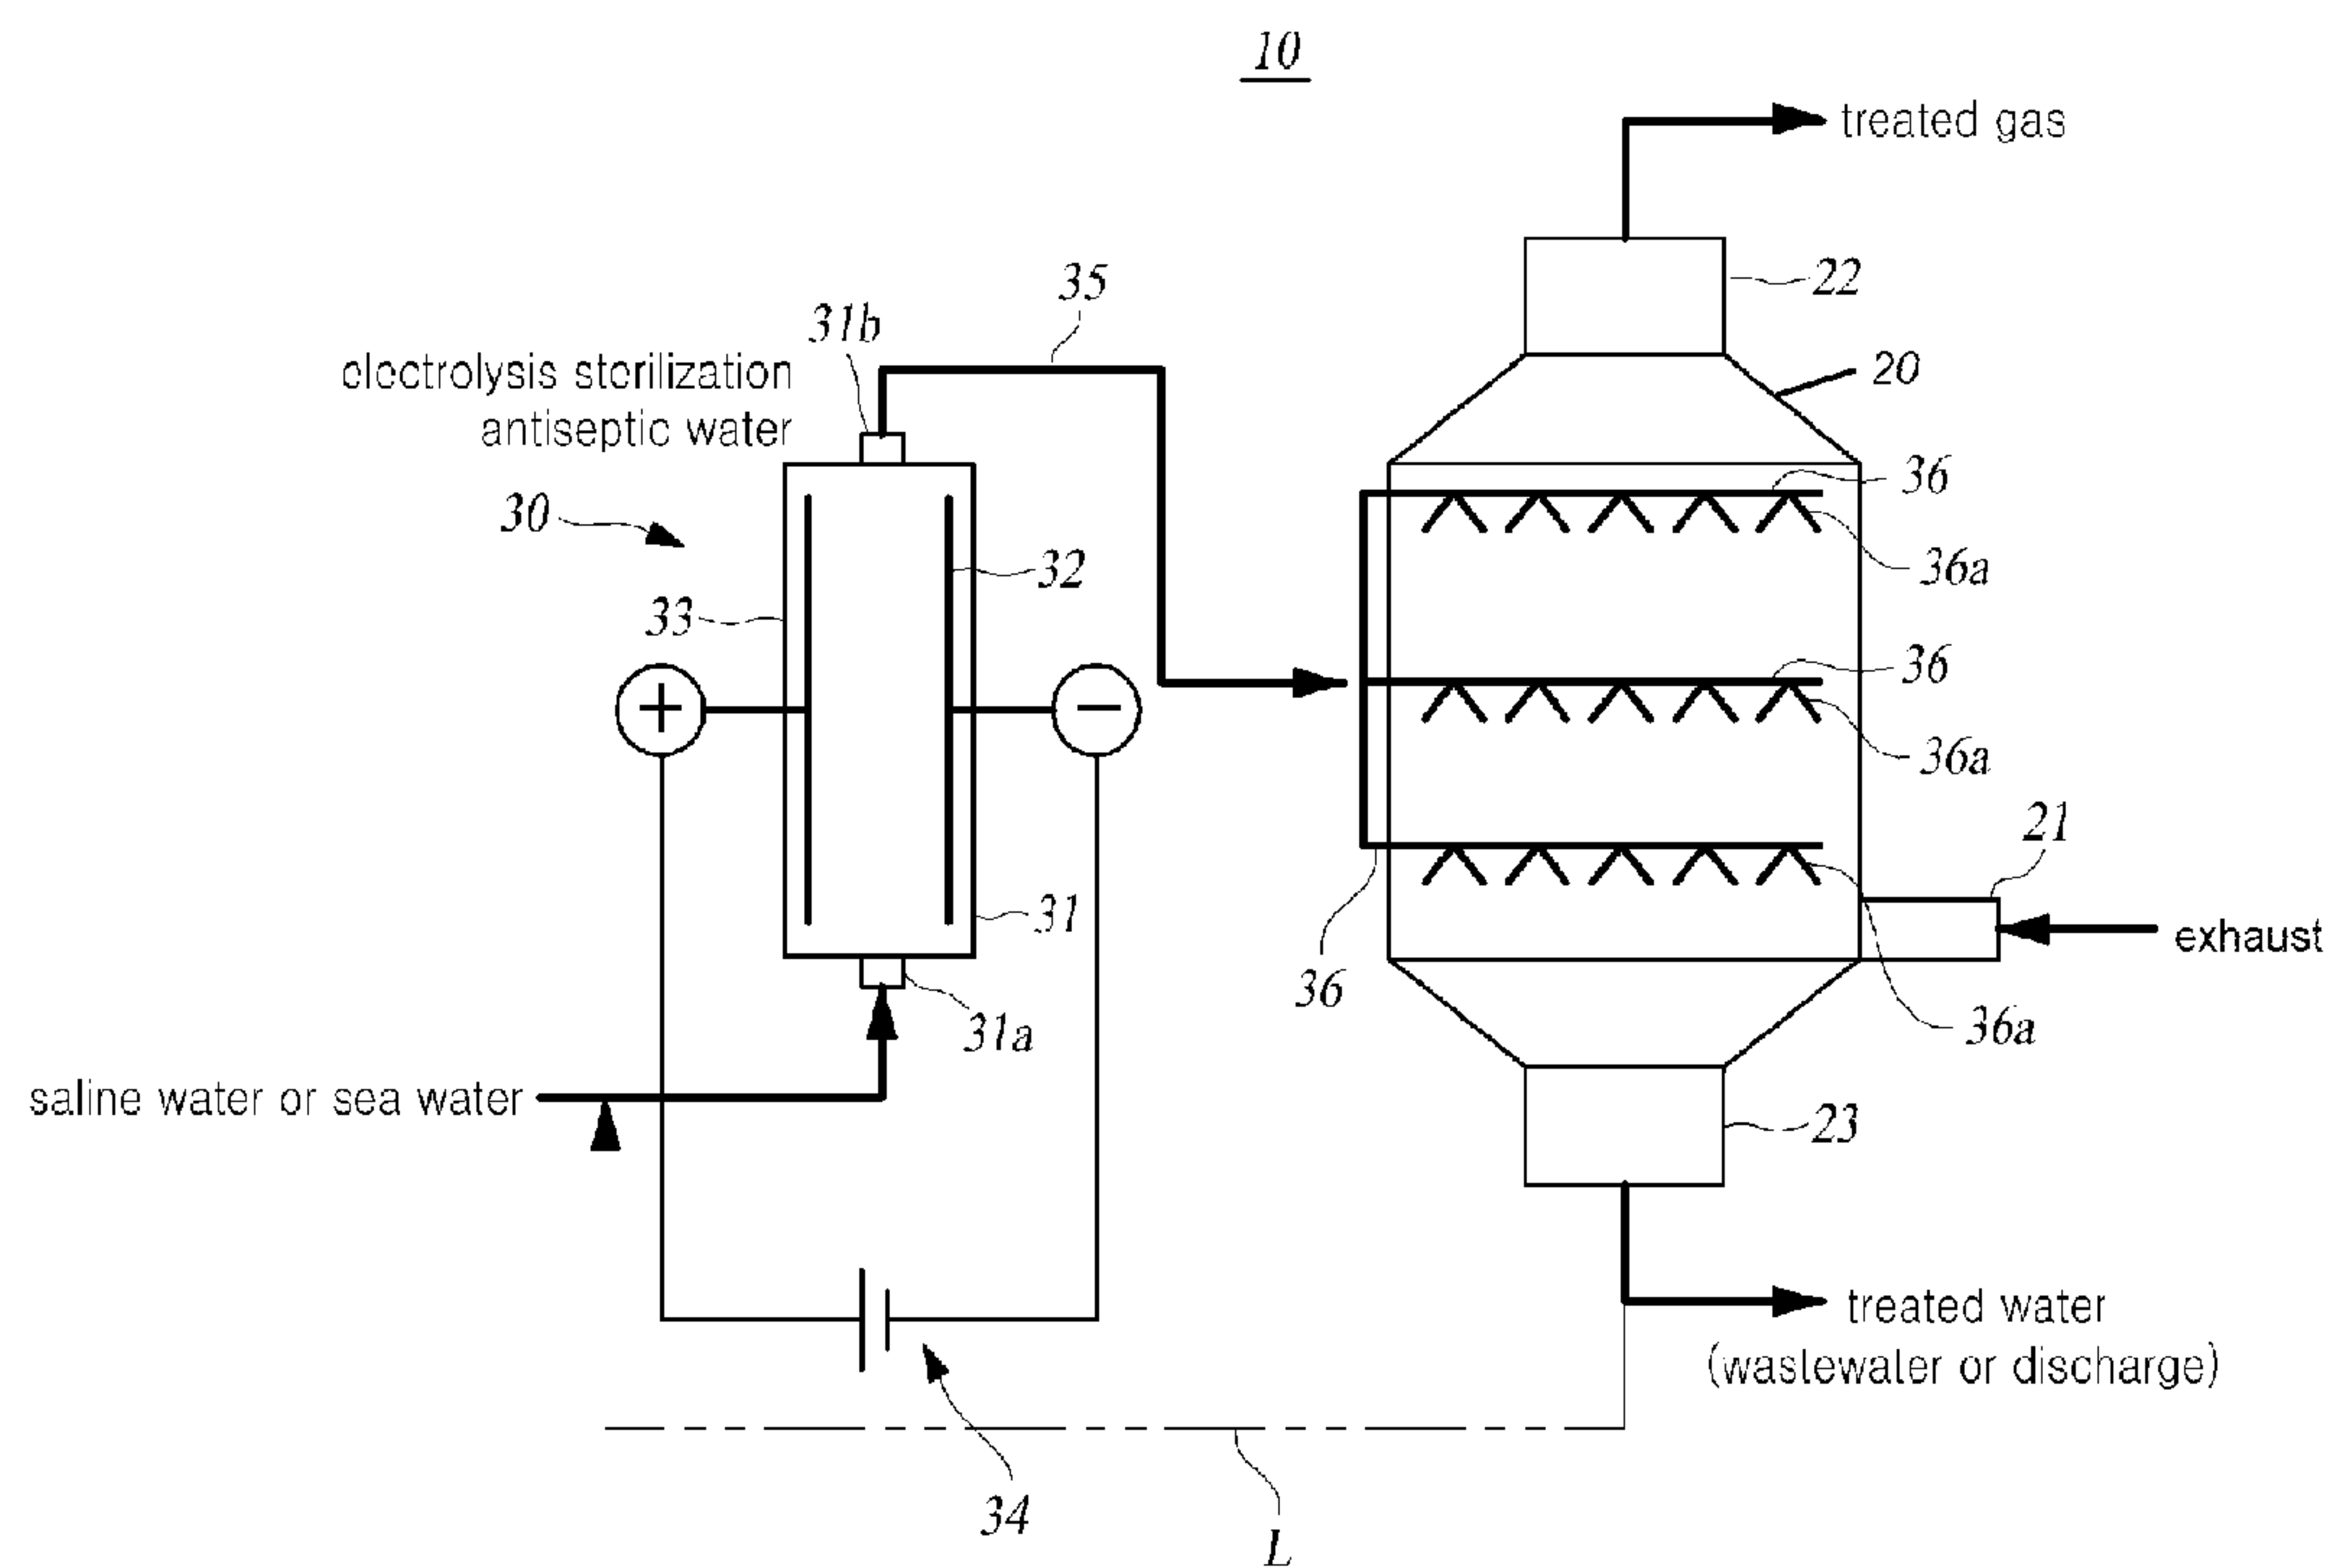 10
treated gas
22
35
31b
20
electrolysis sterilization
antiseptic water
36
30
32
36a
33
36
+
−
36a
21
31
exhaust
36
31a
36a
saline water or sea water
23
treated water
(wastewater or discharge)
34
L